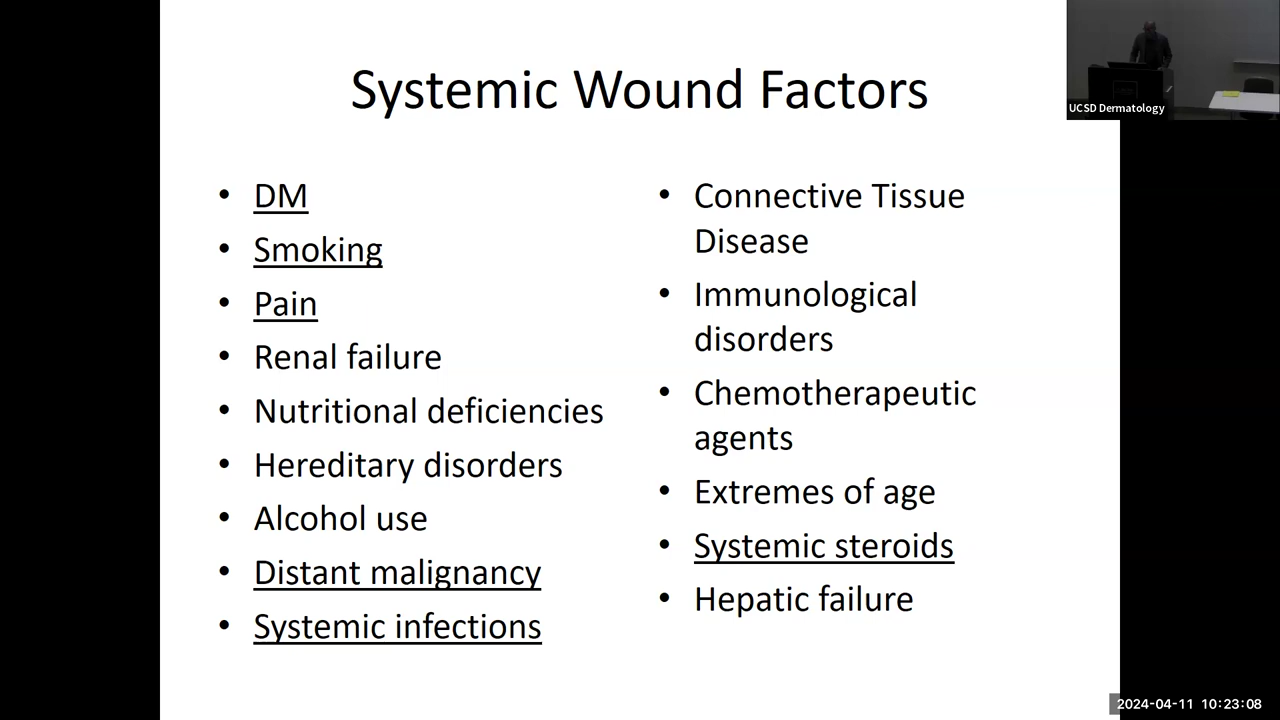 Systemic Wound Factors
• DM
• Smoking
• Pain
• Renal failure
• Nutritional deficiencies
• Hereditary disorders
• Alcohol use
• Distant malignancy
• Systemic infections
• Connective Tissue
Disease
• Immunological
disorders
• Chemotherapeutic
agents
• Extremes of age
• Systemic steroids
• Hepatic failure
UCSD Dermatology
2024-04-11 10:23:08